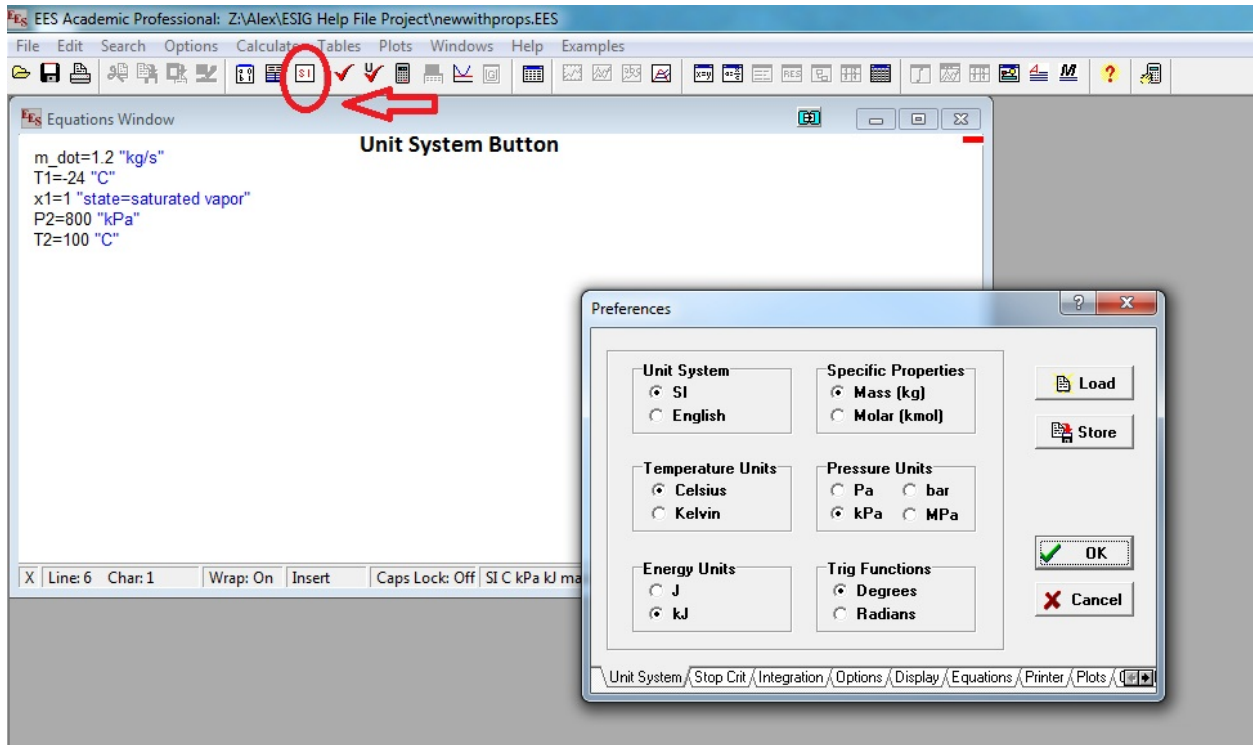 EES Academic Professional: Z:\Alex\ESIG Help File Project\newwithprops.EES
File Edit Search Options Calculate Tables Plots Windows Help Examples
SI
Equations Window
Unit System Button
m_dot=1.2 "kg/s"
T1=-24 "C"
x1=1 "state=saturated vapor"
P2=800 "kPa"
T2=100 "C"
X Line: 6 Char: 1 Wrap: On Insert Caps Lock: Off SI C kPa kJ ma
Preferences
Unit System
SI
English
Specific Properties
Mass (kg)
Molar (kmol)
Load
Store
Temperature Units
Celsius
Kelvin
Pressure Units
Pa bar
kPa MPa
Energy Units
J
kJ
Trig Functions
Degrees
Radians
OK
Cancel
Unit System Stop Crit Integration Options Display Equations Printer Plots